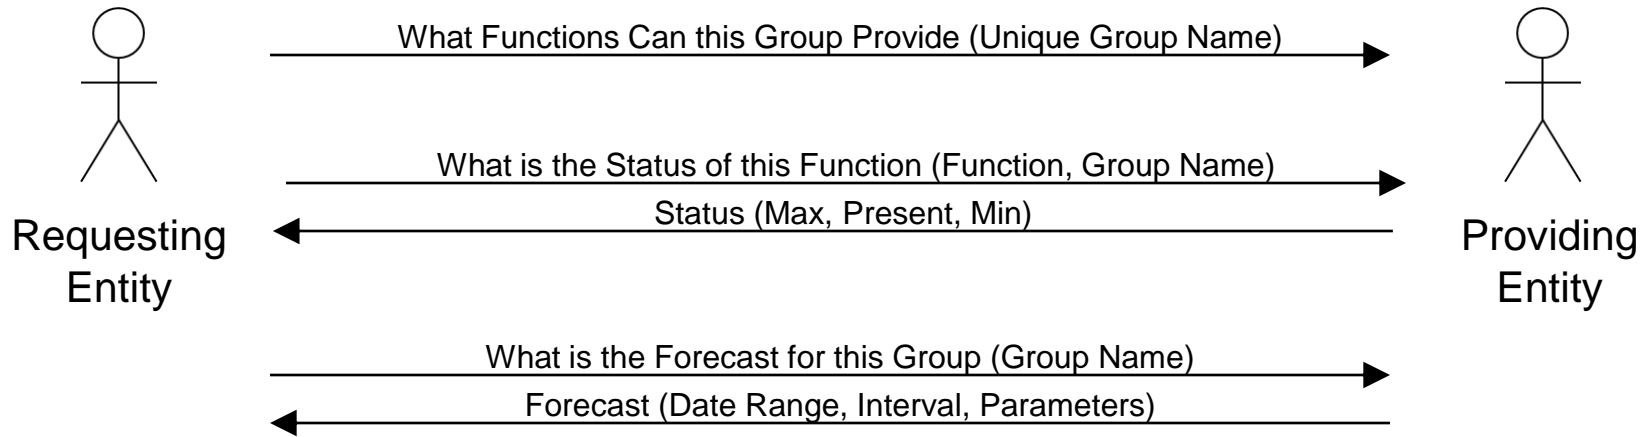 What Functions Can this Group Provide (Unique Group Name)
What is the Status of this Function (Function, Group Name)
Status (Max, Present, Min)
Requesting
Entity
Providing
Entity
What is the Forecast for this Group (Group Name)
Forecast (Date Range, Interval, Parameters)